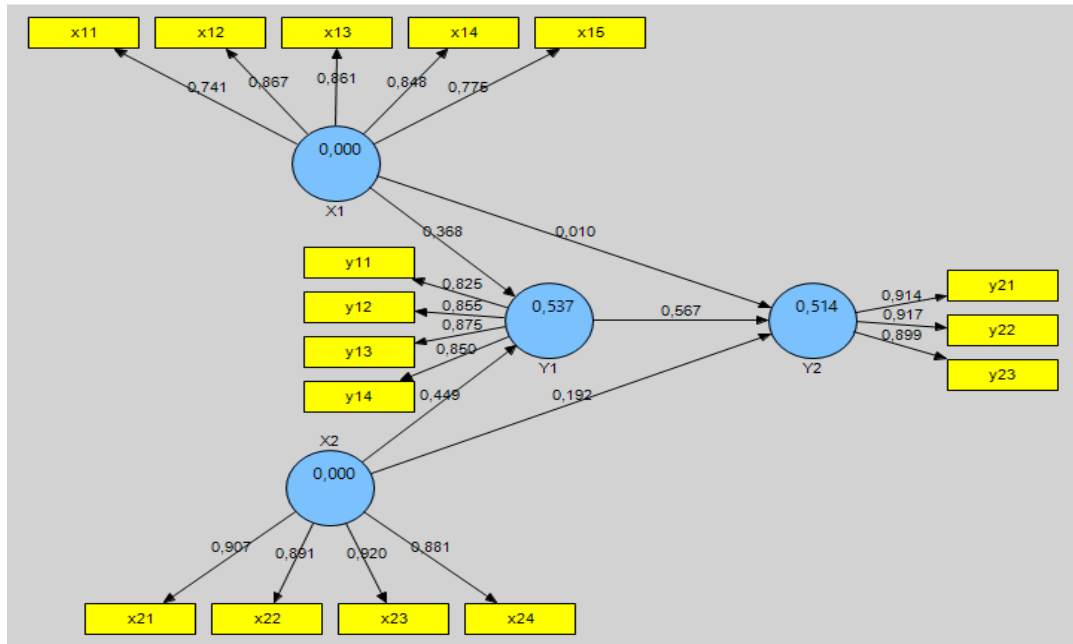 x11 x12 x13 x14 x15
0,741 0,867 0,861 0,848 0,775
0,000
X1
0,368 0,010
y11 0,825
y12 0,855
y13 0,875
y14 0,850
0,537
Y1
0,567
0,514
Y2
0,914 y21
0,917 y22
0,899 y23
0,449 0,192
X2
0,000
0,907 0,891 0,920 0,881
x21 x22 x23 x24